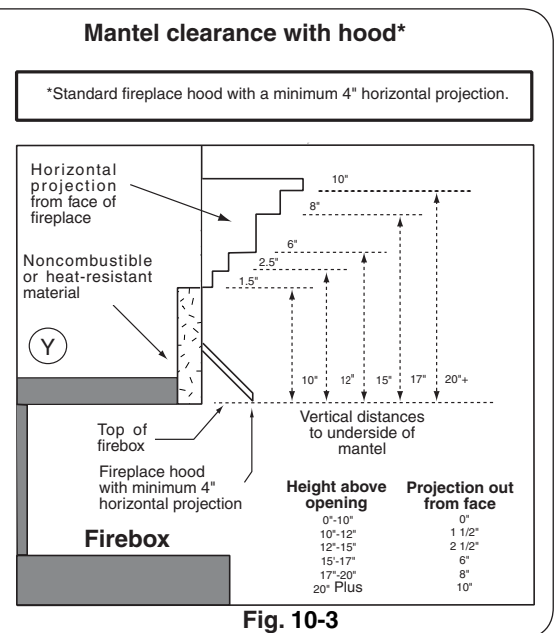 Mantel clearance with hood*
*Standard fireplace hood with a minimum 4" horizontal projection.
Horizontal
projection
from face of
fireplace
Noncombustible
or heat-resistant
material
Y
10"
8"
6"
2.5"
1.5"
10" 12" 15" 17" 20"+
Top of
firebox
Vertical distances
to underside of
mantel
Fireplace hood
with minimum 4"
horizontal projection
Firebox
Height above
opening
Projection out
from face
0"-10" 0"
10"-12" 1 1/2"
12"-15" 2 1/2"
15'-17" 6"
17"-20" 8"
20" Plus 10"
Fig. 10-3